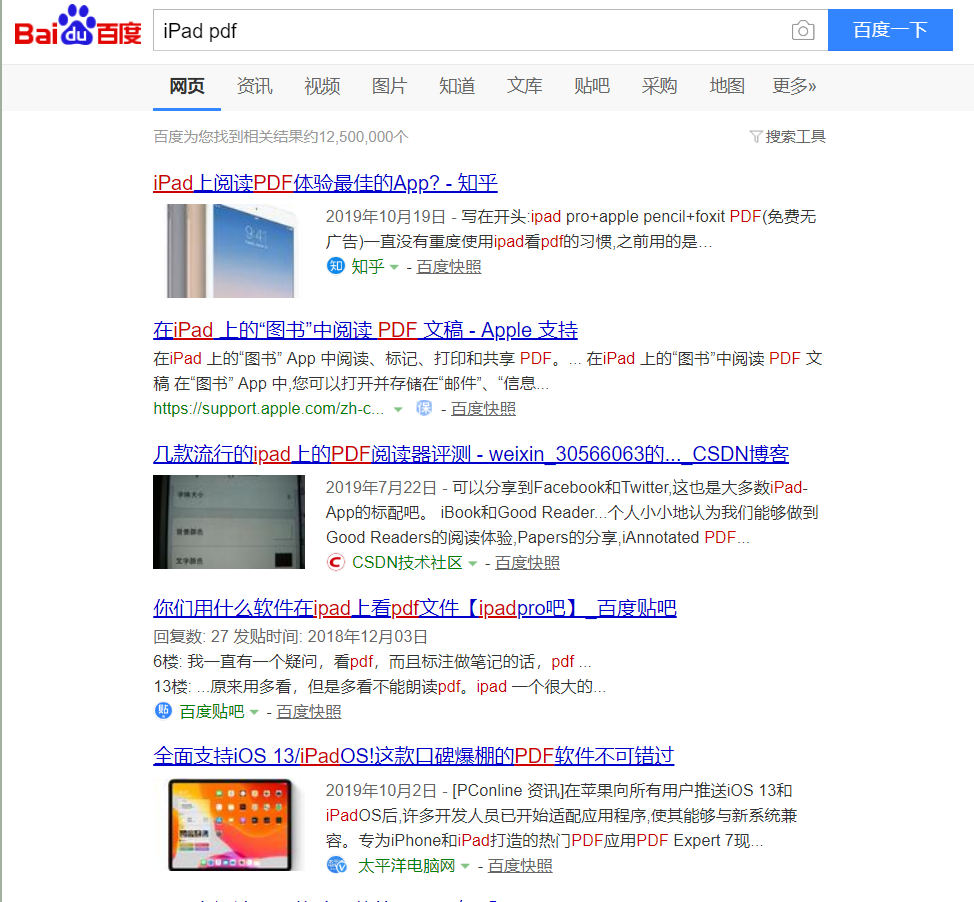 Bai du 百度
iPad pdf
百度一下
网页 资讯 视频 图片 知道 文库 贴吧 采购 地图 更多»
百度为您找到相关结果约12,500,000个 搜索工具
iPad上阅读PDF体验最佳的App? - 知乎
9:41
2019年10月19日 - 写在开头:ipad pro+apple pencil+foxit PDF(免费无
广告)一直没有重度使用ipad看pdf的习惯,之前用的是...
知 知乎 - 百度快照
在iPad 上的“图书”中阅读 PDF 文稿 - Apple 支持
在iPad 上的“图书” App 中阅读、标记、打印和共享 PDF。... 在iPad 上的“图书”中阅读 PDF 文
稿 在“图书” App 中,您可以打开并存储在“邮件”、“信息...
https://support.apple.com/zh-c... 保 - 百度快照
几款流行的ipad上的PDF阅读器评测 - weixin_30566063的..._CSDN博客
字体大小
背景颜色
文字颜色
2019年7月22日 - 可以分享到Facebook和Twitter,这也是大多数iPad-
App的标配吧。 iBook和Good Reader...个人小小地认为我们能够做到
Good Readers的阅读体验,Papers的分享,iAnnotated PDF...
C CSDN技术社区 - 百度快照
你们用什么软件在ipad上看pdf文件【ipadpro吧】_百度贴吧
回复数: 27 发贴时间: 2018年12月03日
6楼: 我一直有一个疑问，看pdf，而且标注做笔记的话，pdf ...
13楼: ...原来用多看，但是多看不能朗读pdf。ipad 一个很大的...
贴 百度贴吧 - 百度快照
全面支持iOS 13/iPadOS!这款口碑爆棚的PDF软件不可错过
2019年10月2日 - [PConline 资讯]在苹果向所有用户推送iOS 13和
iPadOS后,许多开发人员已开始适配应用程序,使其能够与新系统兼
容。专为iPhone和iPad打造的热门PDF应用PDF Expert 7现...
太平洋电脑网 - 百度快照